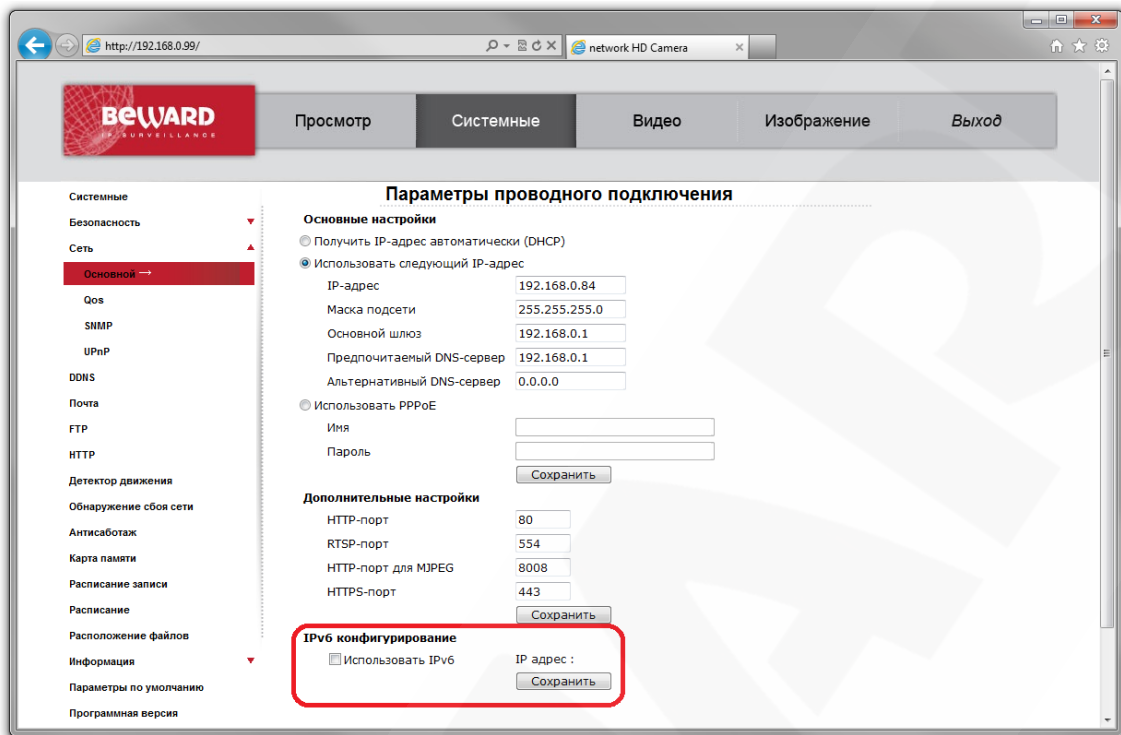 http://192.168.0.99/
network HD Camera
BEWARD
IP SURVEILLANCE
Просмотр
Системные
Видео
Изображение
Выход
Системные
Безопасность
Сеть
Основной →
Qos
SNMP
UPnP
DDNS
Почта
FTP
HTTP
Детектор движения
Обнаружение сбоя сети
Антисаботаж
Карта памяти
Расписание записи
Расписание
Расположение файлов
Информация
Параметры по умолчанию
Программная версия
Параметры проводного подключения
Основные настройки
Получить IP-адрес автоматически (DHCP)
Использовать следующий IP-адрес
IP-адрес 192.168.0.84
Маска подсети 255.255.255.0
Основной шлюз 192.168.0.1
Предпочитаемый DNS-сервер 192.168.0.1
Альтернативный DNS-сервер 0.0.0.0
Использовать PPPoE
Имя
Пароль
Сохранить
Дополнительные настройки
HTTP-порт 80
RTSP-порт 554
HTTP-порт для MJPEG 8008
HTTPS-порт 443
Сохранить
IPv6 конфигурирование
Использовать IPv6 IP адрес :
Сохранить